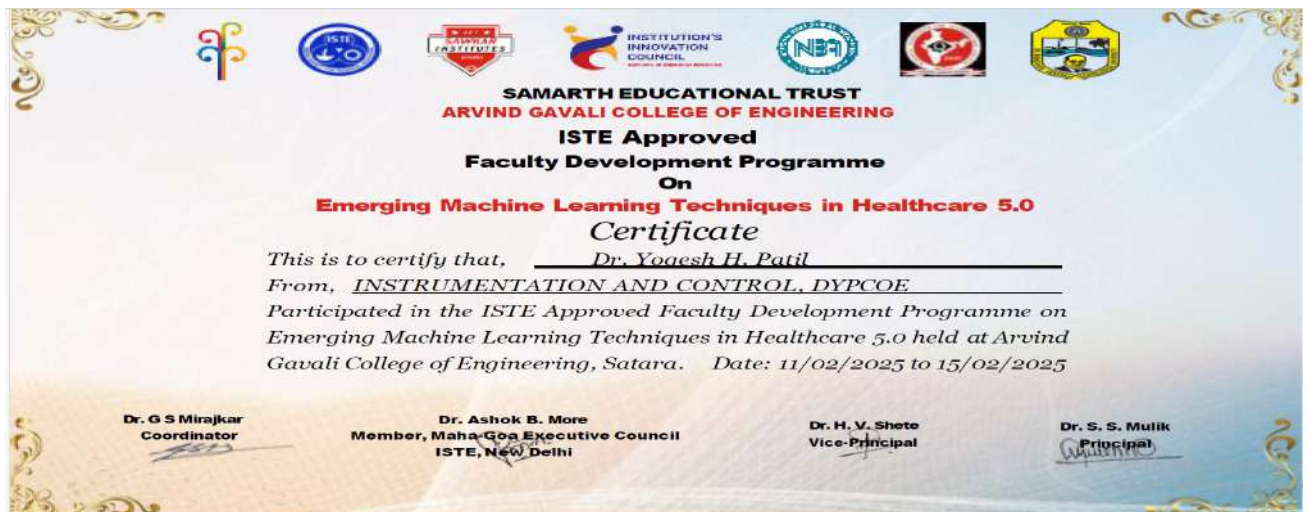 ISTE
SAWKAR
INSTITUTES
INSTITUTION'S
INNOVATION
COUNCIL
NBA
SAMARTH EDUCATIONAL TRUST
ARVIND GAVALI COLLEGE OF ENGINEERING
ISTE Approved
Faculty Development Programme
On
Emerging Machine Learning Techniques in Healthcare 5.0
Certificate
This is to certify that, Dr. Yogesh H. Patil
From, INSTRUMENTATION AND CONTROL, DYPCOE
Participated in the ISTE Approved Faculty Development Programme on
Emerging Machine Learning Techniques in Healthcare 5.0 held at Arvind
Gavali College of Engineering, Satara. Date: 11/02/2025 to 15/02/2025
Dr. G S Mirajkar
Coordinator
Dr. Ashok B. More
Member, Maha-Goa Executive Council
ISTE, New Delhi
Dr. H. V. Shete
Vice-Principal
Dr. S. S. Mulik
Principal